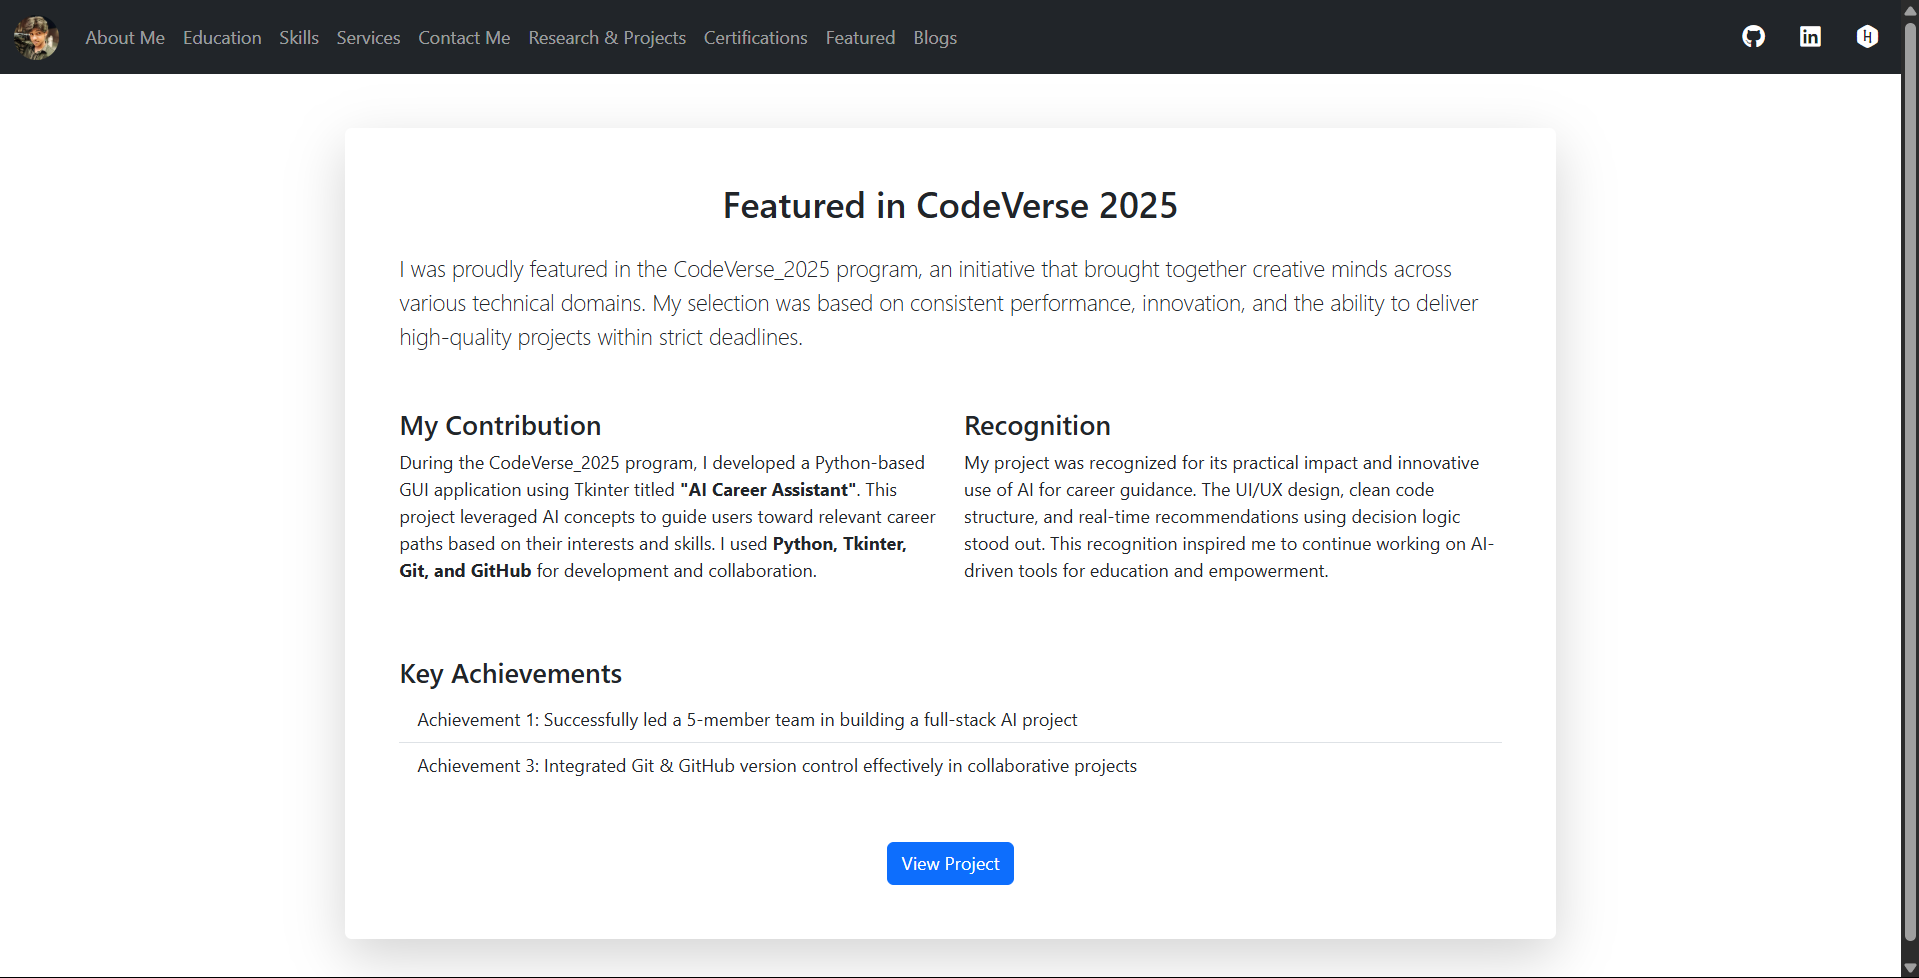 About Me Education Skills Services Contact Me Research & Projects Certifications Featured Blogs
Featured in CodeVerse 2025
I was proudly featured in the CodeVerse_2025 program, an initiative that brought together creative minds across
various technical domains. My selection was based on consistent performance, innovation, and the ability to deliver
high-quality projects within strict deadlines.
My Contribution
During the CodeVerse_2025 program, I developed a Python-based
GUI application using Tkinter titled "AI Career Assistant". This
project leveraged AI concepts to guide users toward relevant career
paths based on their interests and skills. I used Python, Tkinter,
Git, and GitHub for development and collaboration.
Recognition
My project was recognized for its practical impact and innovative
use of AI for career guidance. The UI/UX design, clean code
structure, and real-time recommendations using decision logic
stood out. This recognition inspired me to continue working on AI-
driven tools for education and empowerment.
Key Achievements
Achievement 1: Successfully led a 5-member team in building a full-stack AI project
Achievement 3: Integrated Git & GitHub version control effectively in collaborative projects
View Project